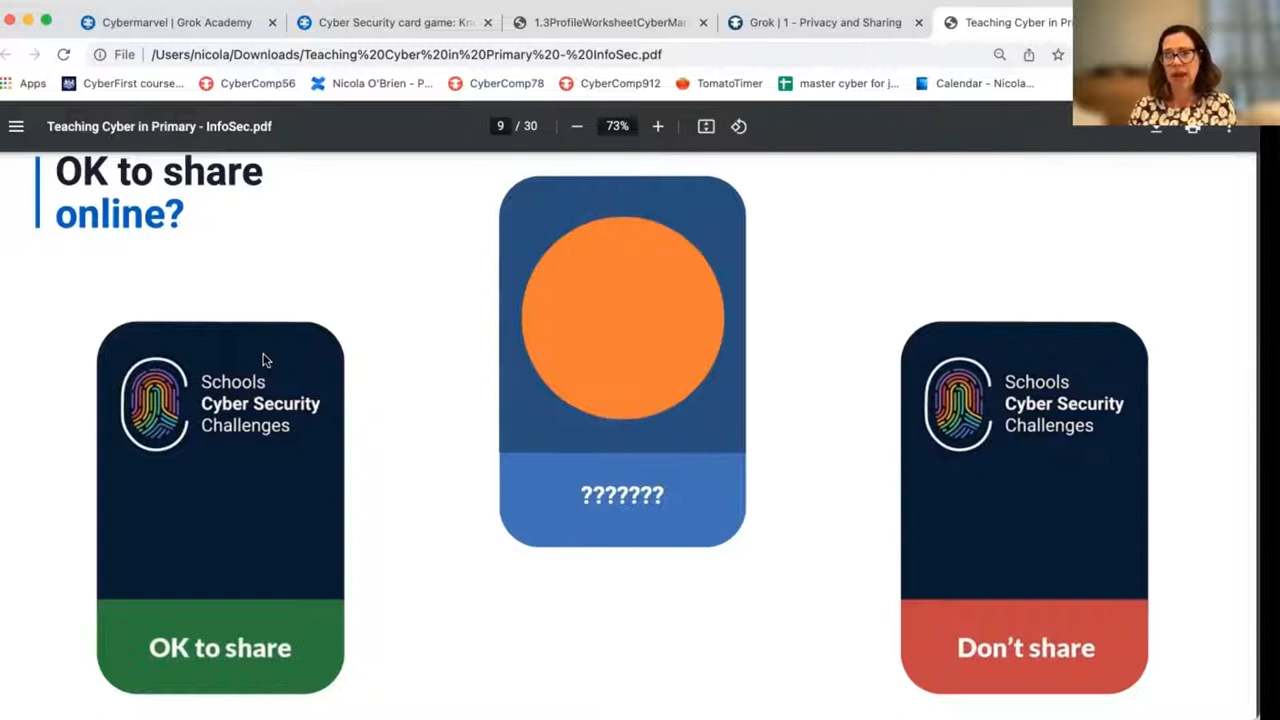 Cybermarvel | Grok Academy
Cyber Security card game: Kn
1.3ProfileWorksheetCyberMar
Grok | 1 - Privacy and Sharing
Teaching Cyber in Pr
File
/Users/nicola/Downloads/Teaching%20Cyber%20in%20Primary%20-%20InfoSec.pdf
Apps
CyberFirst course...
CyberComp56
Nicola O'Brien - P...
CyberComp78
CyberComp912
TomatoTimer
master cyber for j...
Calendar - Nicola...
Teaching Cyber in Primary - InfoSec.pdf
9 / 30
73%
OK to share
online?
???????
Schools
Cyber Security
Challenges
OK to share
Schools
Cyber Security
Challenges
Don't share